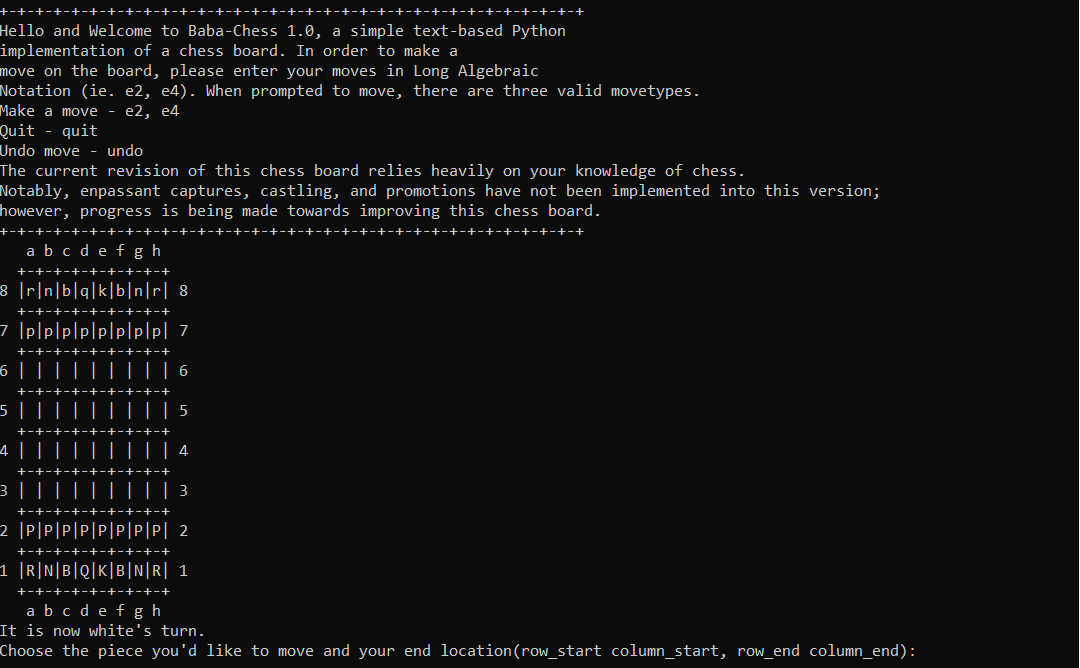 +-+-+-+-+-+-+-+-+-+-+-+-+-+-+-+-+-+-+-+-+-+-+-+-+-+-+-+-+-+-+-+-+
Hello and Welcome to Baba-Chess 1.0, a simple text-based Python
implementation of a chess board. In order to make a
move on the board, please enter your moves in Long Algebraic
Notation (ie. e2, e4). When prompted to move, there are three valid movetypes.
Make a move - e2, e4
Quit - quit
Undo move - undo
The current revision of this chess board relies heavily on your knowledge of chess.
Notably, enpassant captures, castling, and promotions have not been implemented into this version;
however, progress is being made towards improving this chess board.
+-+-+-+-+-+-+-+-+-+-+-+-+-+-+-+-+-+-+-+-+-+-+-+-+-+-+-+-+-+-+-+-+
   a b c d e f g h
  +-+-+-+-+-+-+-+-+
8 |r|n|b|q|k|b|n|r| 8
  +-+-+-+-+-+-+-+-+
7 |p|p|p|p|p|p|p|p| 7
  +-+-+-+-+-+-+-+-+
6 | | | | | | | | | 6
  +-+-+-+-+-+-+-+-+
5 | | | | | | | | | 5
  +-+-+-+-+-+-+-+-+
4 | | | | | | | | | 4
  +-+-+-+-+-+-+-+-+
3 | | | | | | | | | 3
  +-+-+-+-+-+-+-+-+
2 |P|P|P|P|P|P|P|P| 2
  +-+-+-+-+-+-+-+-+
1 |R|N|B|Q|K|B|N|R| 1
  +-+-+-+-+-+-+-+-+
   a b c d e f g h
It is now white's turn.
Choose the piece you'd like to move and your end location(row_start column_start, row_end column_end):